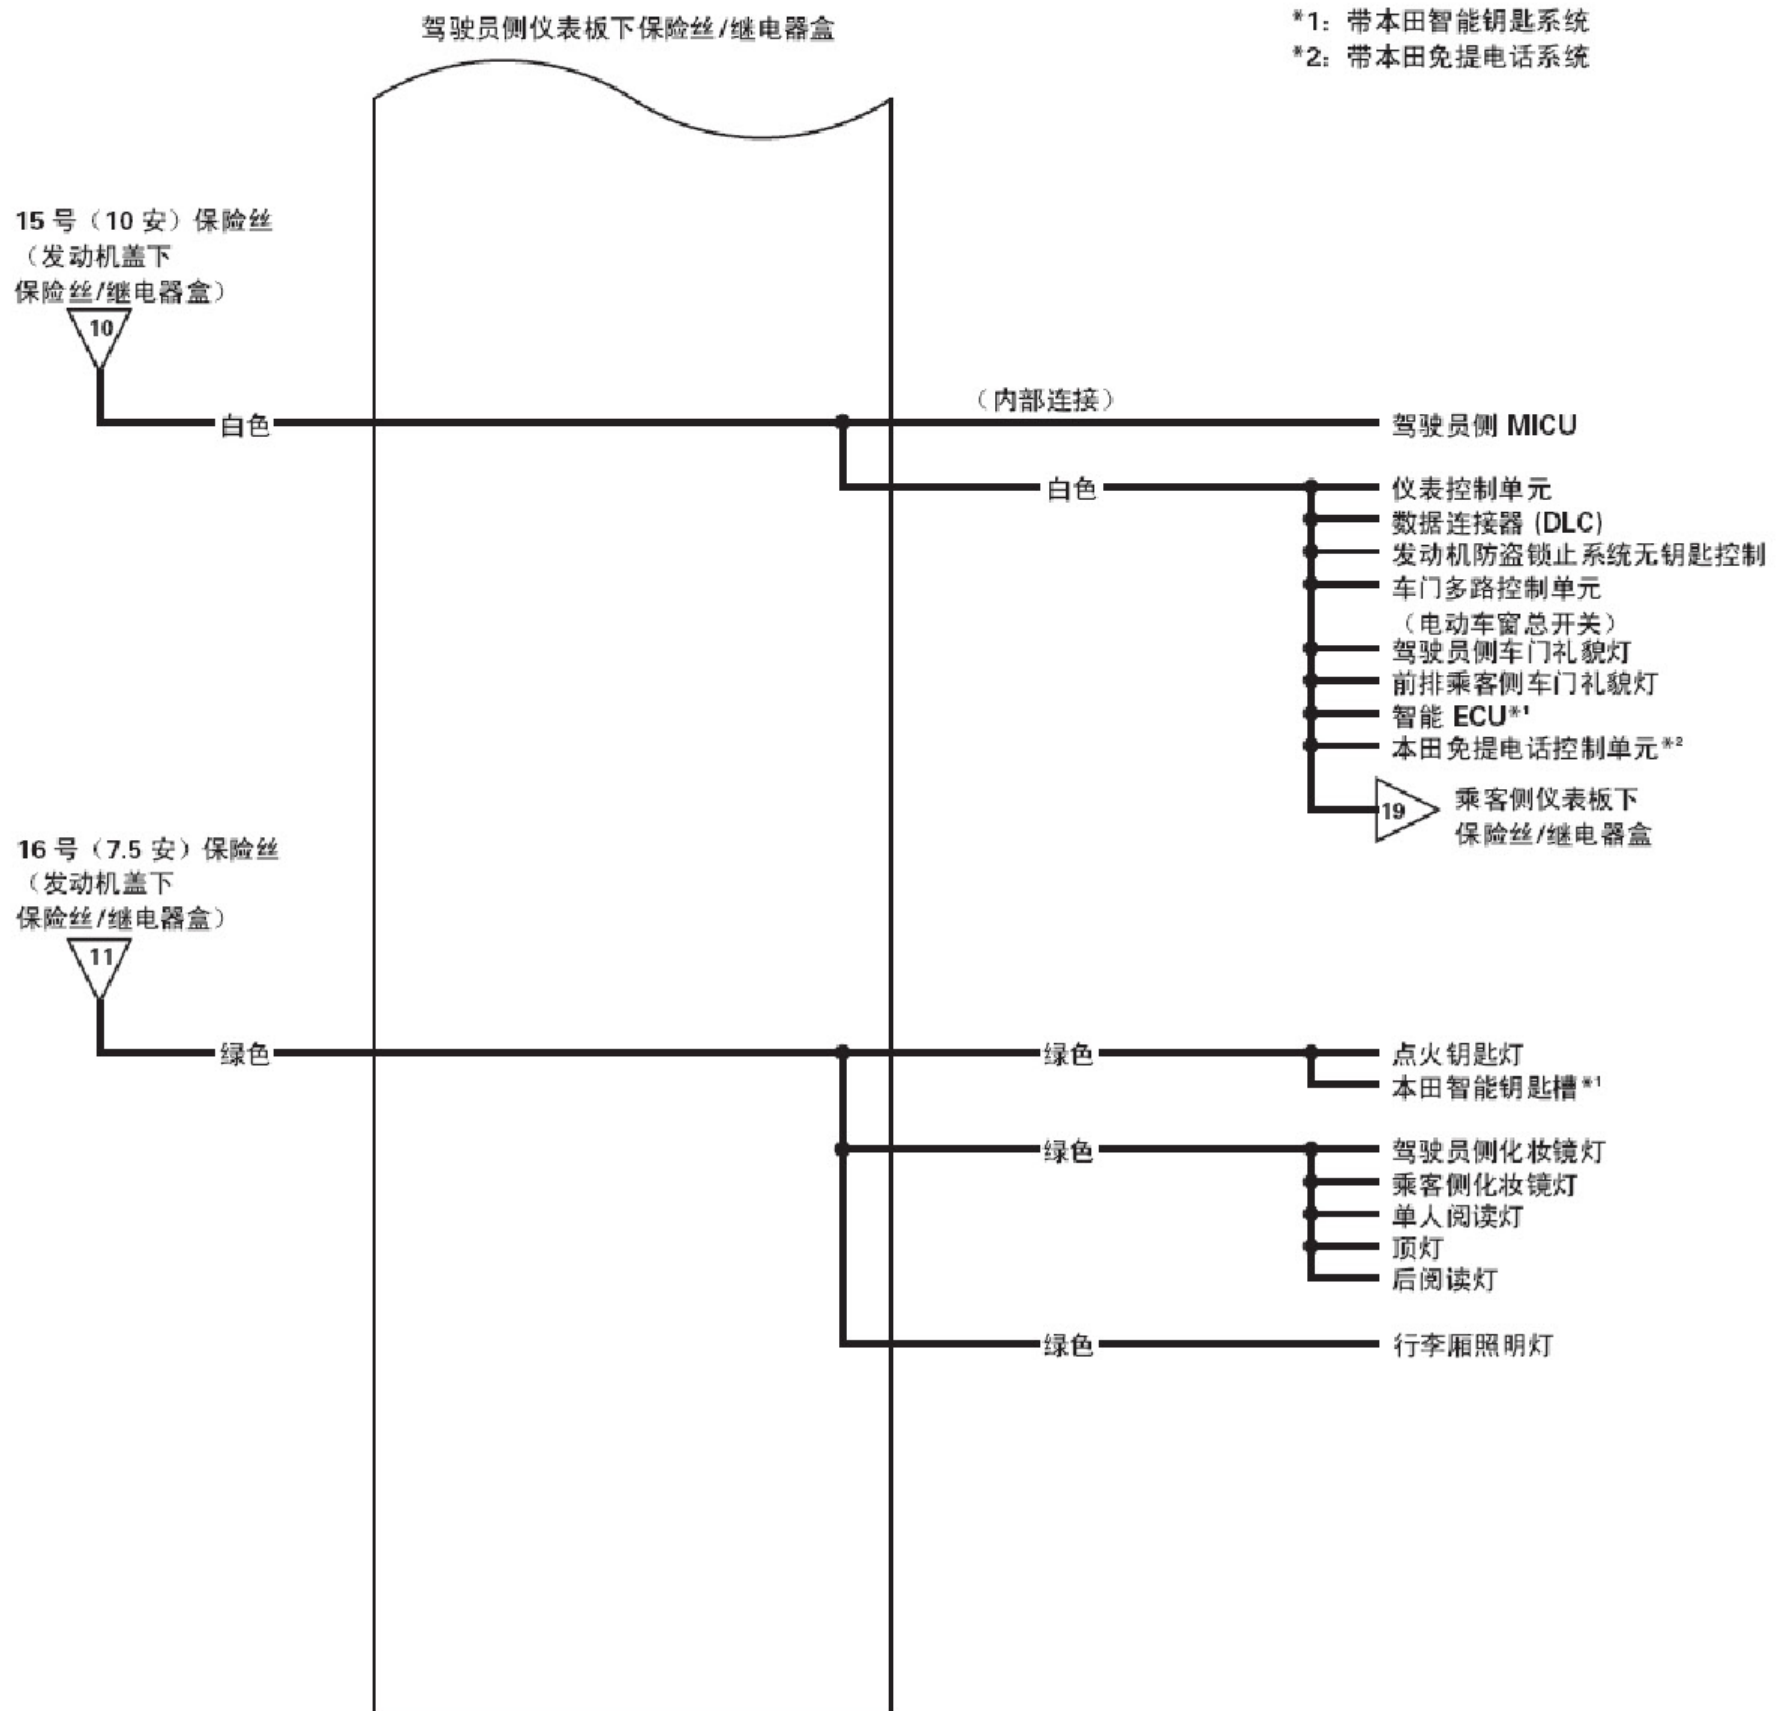 驾驶员侧仪表板下保险丝/继电器盒
*1：带本田智能钥匙系统
*2：带本田免提电话系统
15 号（10 安）保险丝
（发动机盖下
保险丝/继电器盒）
10
白色
（内部连接）
驾驶员侧 MICU
白色
仪表控制单元
数据连接器 (DLC)
发动机防盗锁止系统无钥匙控制
车门多路控制单元
（电动车窗总开关）
驾驶员侧车门礼貌灯
前排乘客侧车门礼貌灯
智能 ECU*1
本田免提电话控制单元*2
19
乘客侧仪表板下
保险丝/继电器盒
16 号（7.5 安）保险丝
（发动机盖下
保险丝/继电器盒）
11
绿色
绿色
点火钥匙灯
本田智能钥匙槽*1
绿色
驾驶员侧化妆镜灯
乘客侧化妆镜灯
单人阅读灯
顶灯
后阅读灯
绿色
行李厢照明灯